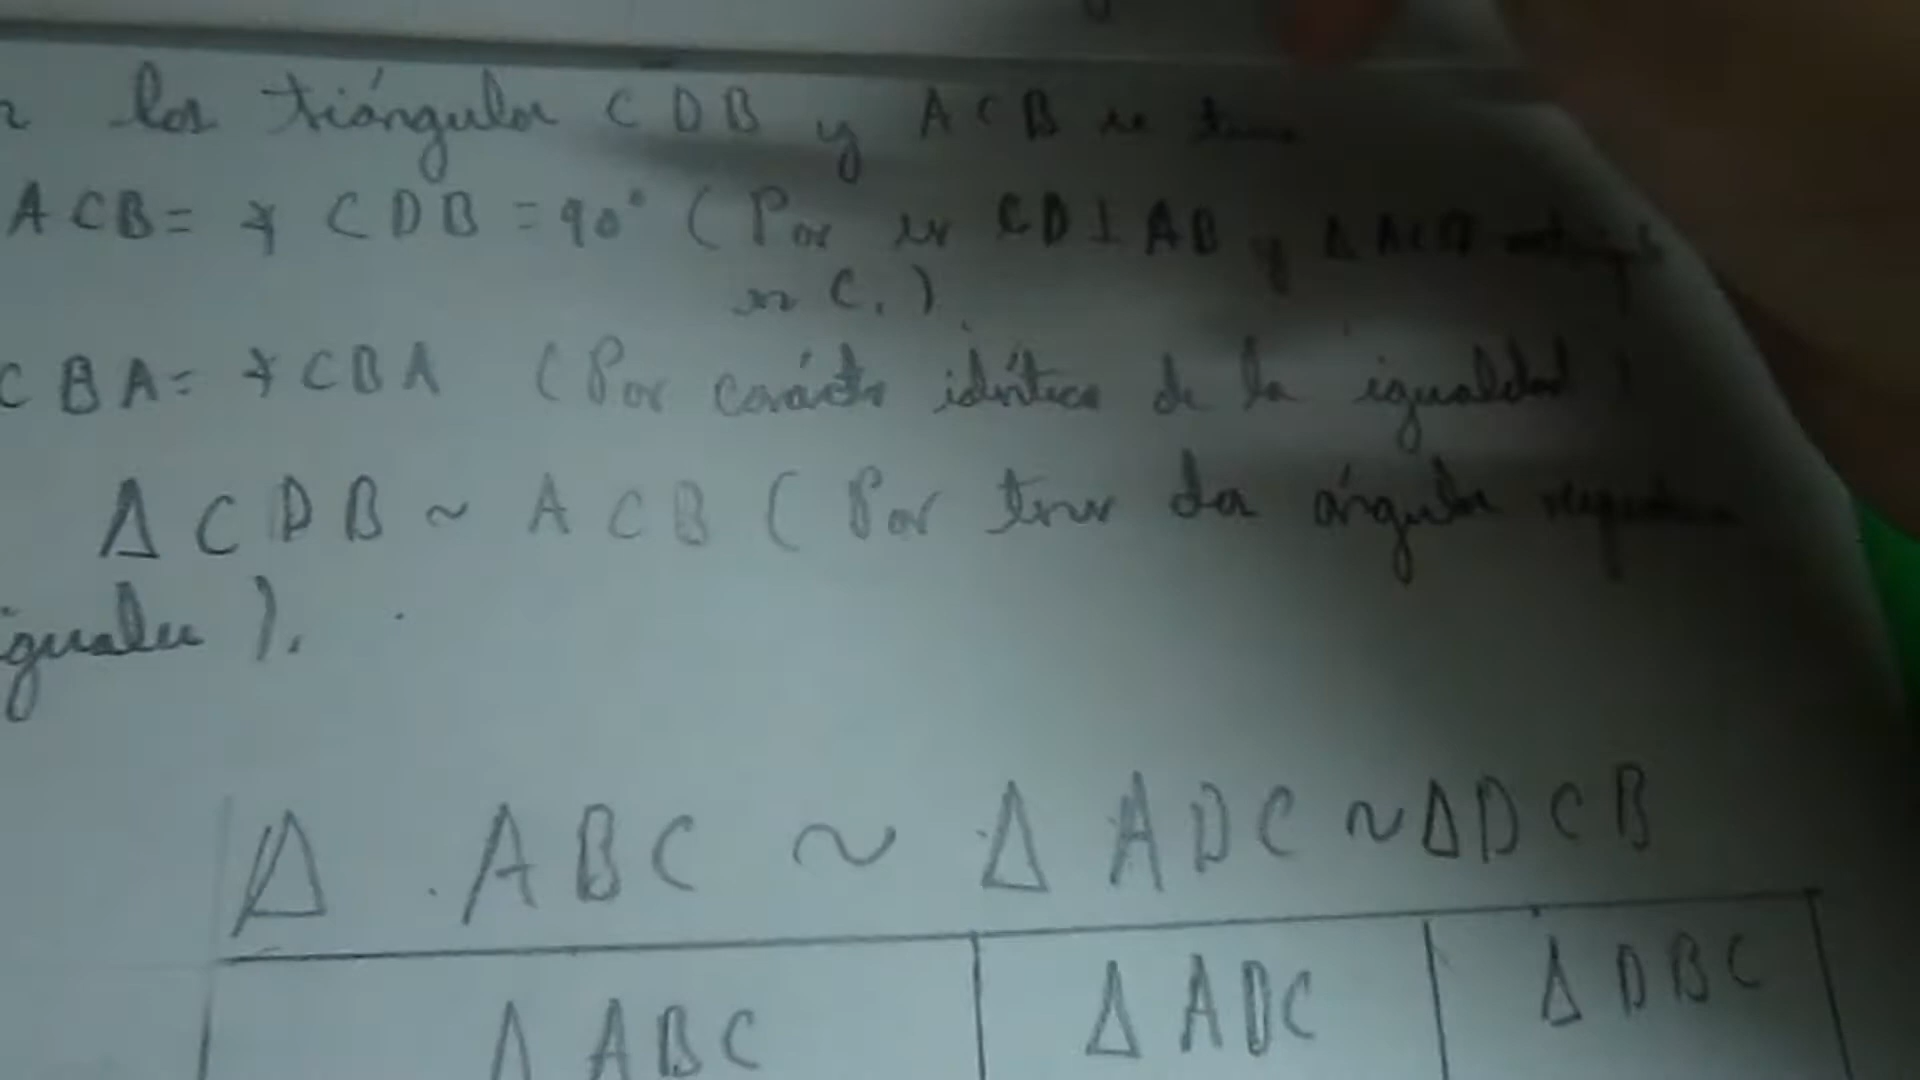 los triángulos CDB y ACB se tiene
ACB = ∢ CDB = 90° (Por ser CD ⊥ AB y Δ ACB
en C.)
CBA = ∢ CBA (Por carácter idéntico de la igualdad)
Δ CDB ~ ACB (Por tener dos ángulos
iguales).
Δ ABC ~ Δ ADC ~ Δ DCB
Δ ABC Δ ADC Δ DBC